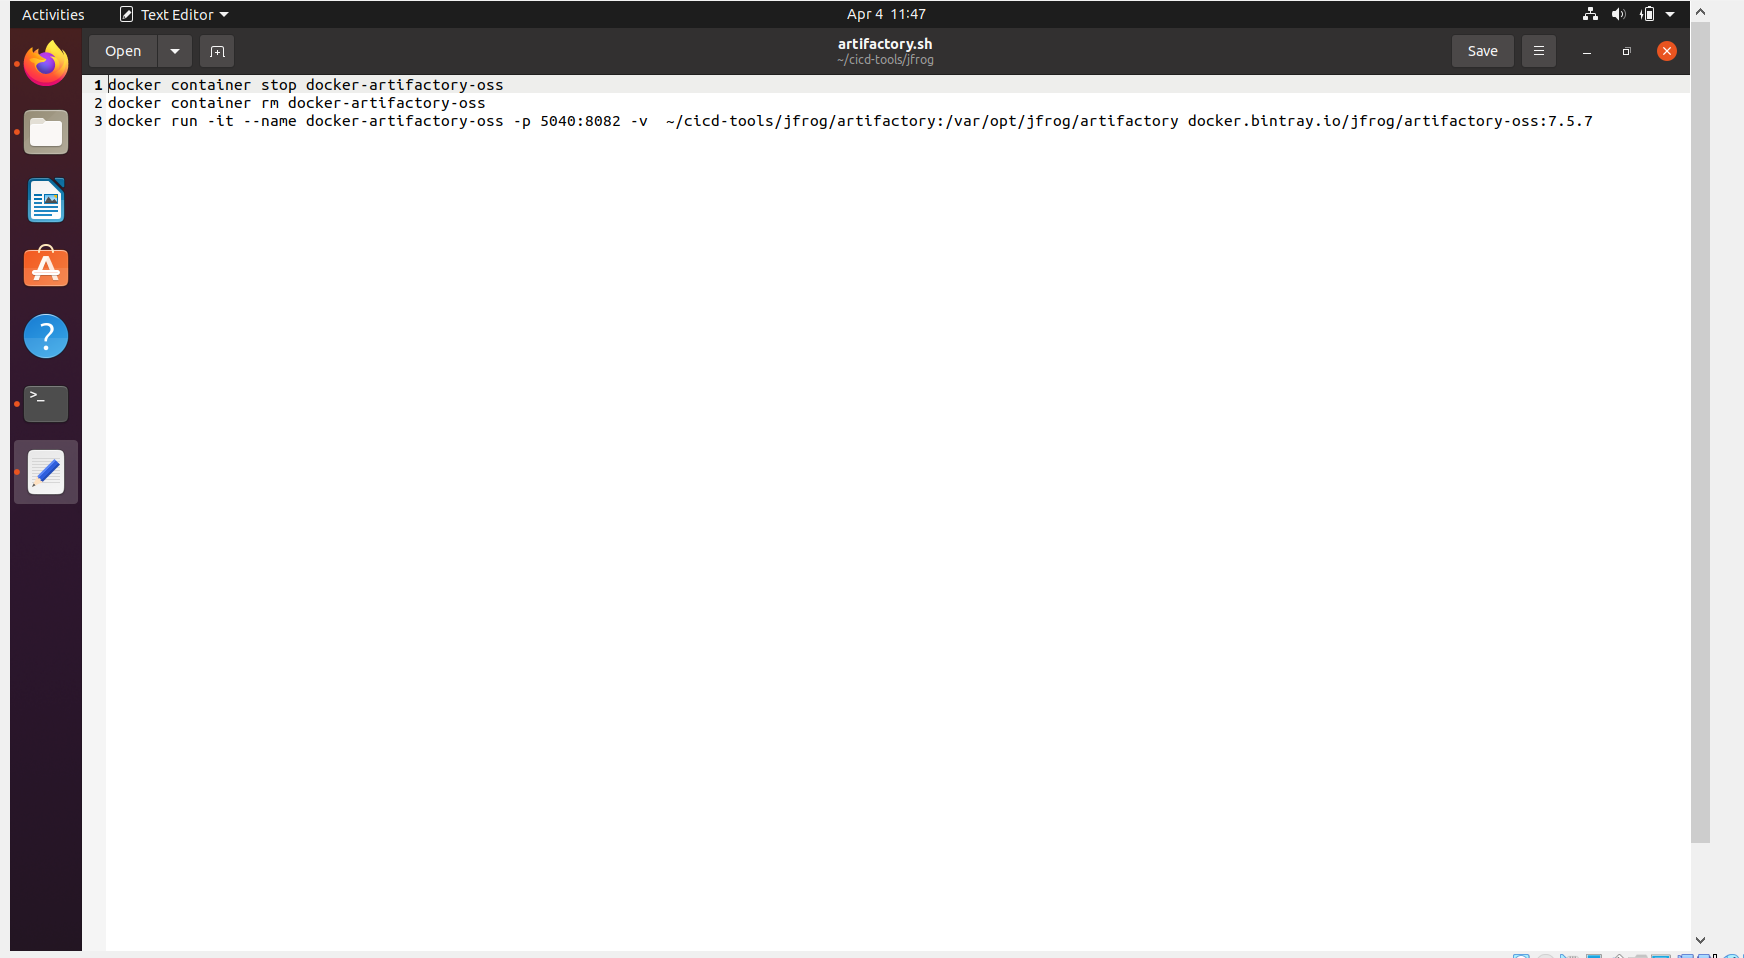 Activities
Text Editor
Apr 4 11:47
Open
artifactory.sh
~/cicd-tools/jfrog
Save
1 docker container stop docker-artifactory-oss
2 docker container rm docker-artifactory-oss
3 docker run -it --name docker-artifactory-oss -p 5040:8082 -v  ~/cicd-tools/jfrog/artifactory:/var/opt/jfrog/artifactory docker.bintray.io/jfrog/artifactory-oss:7.5.7